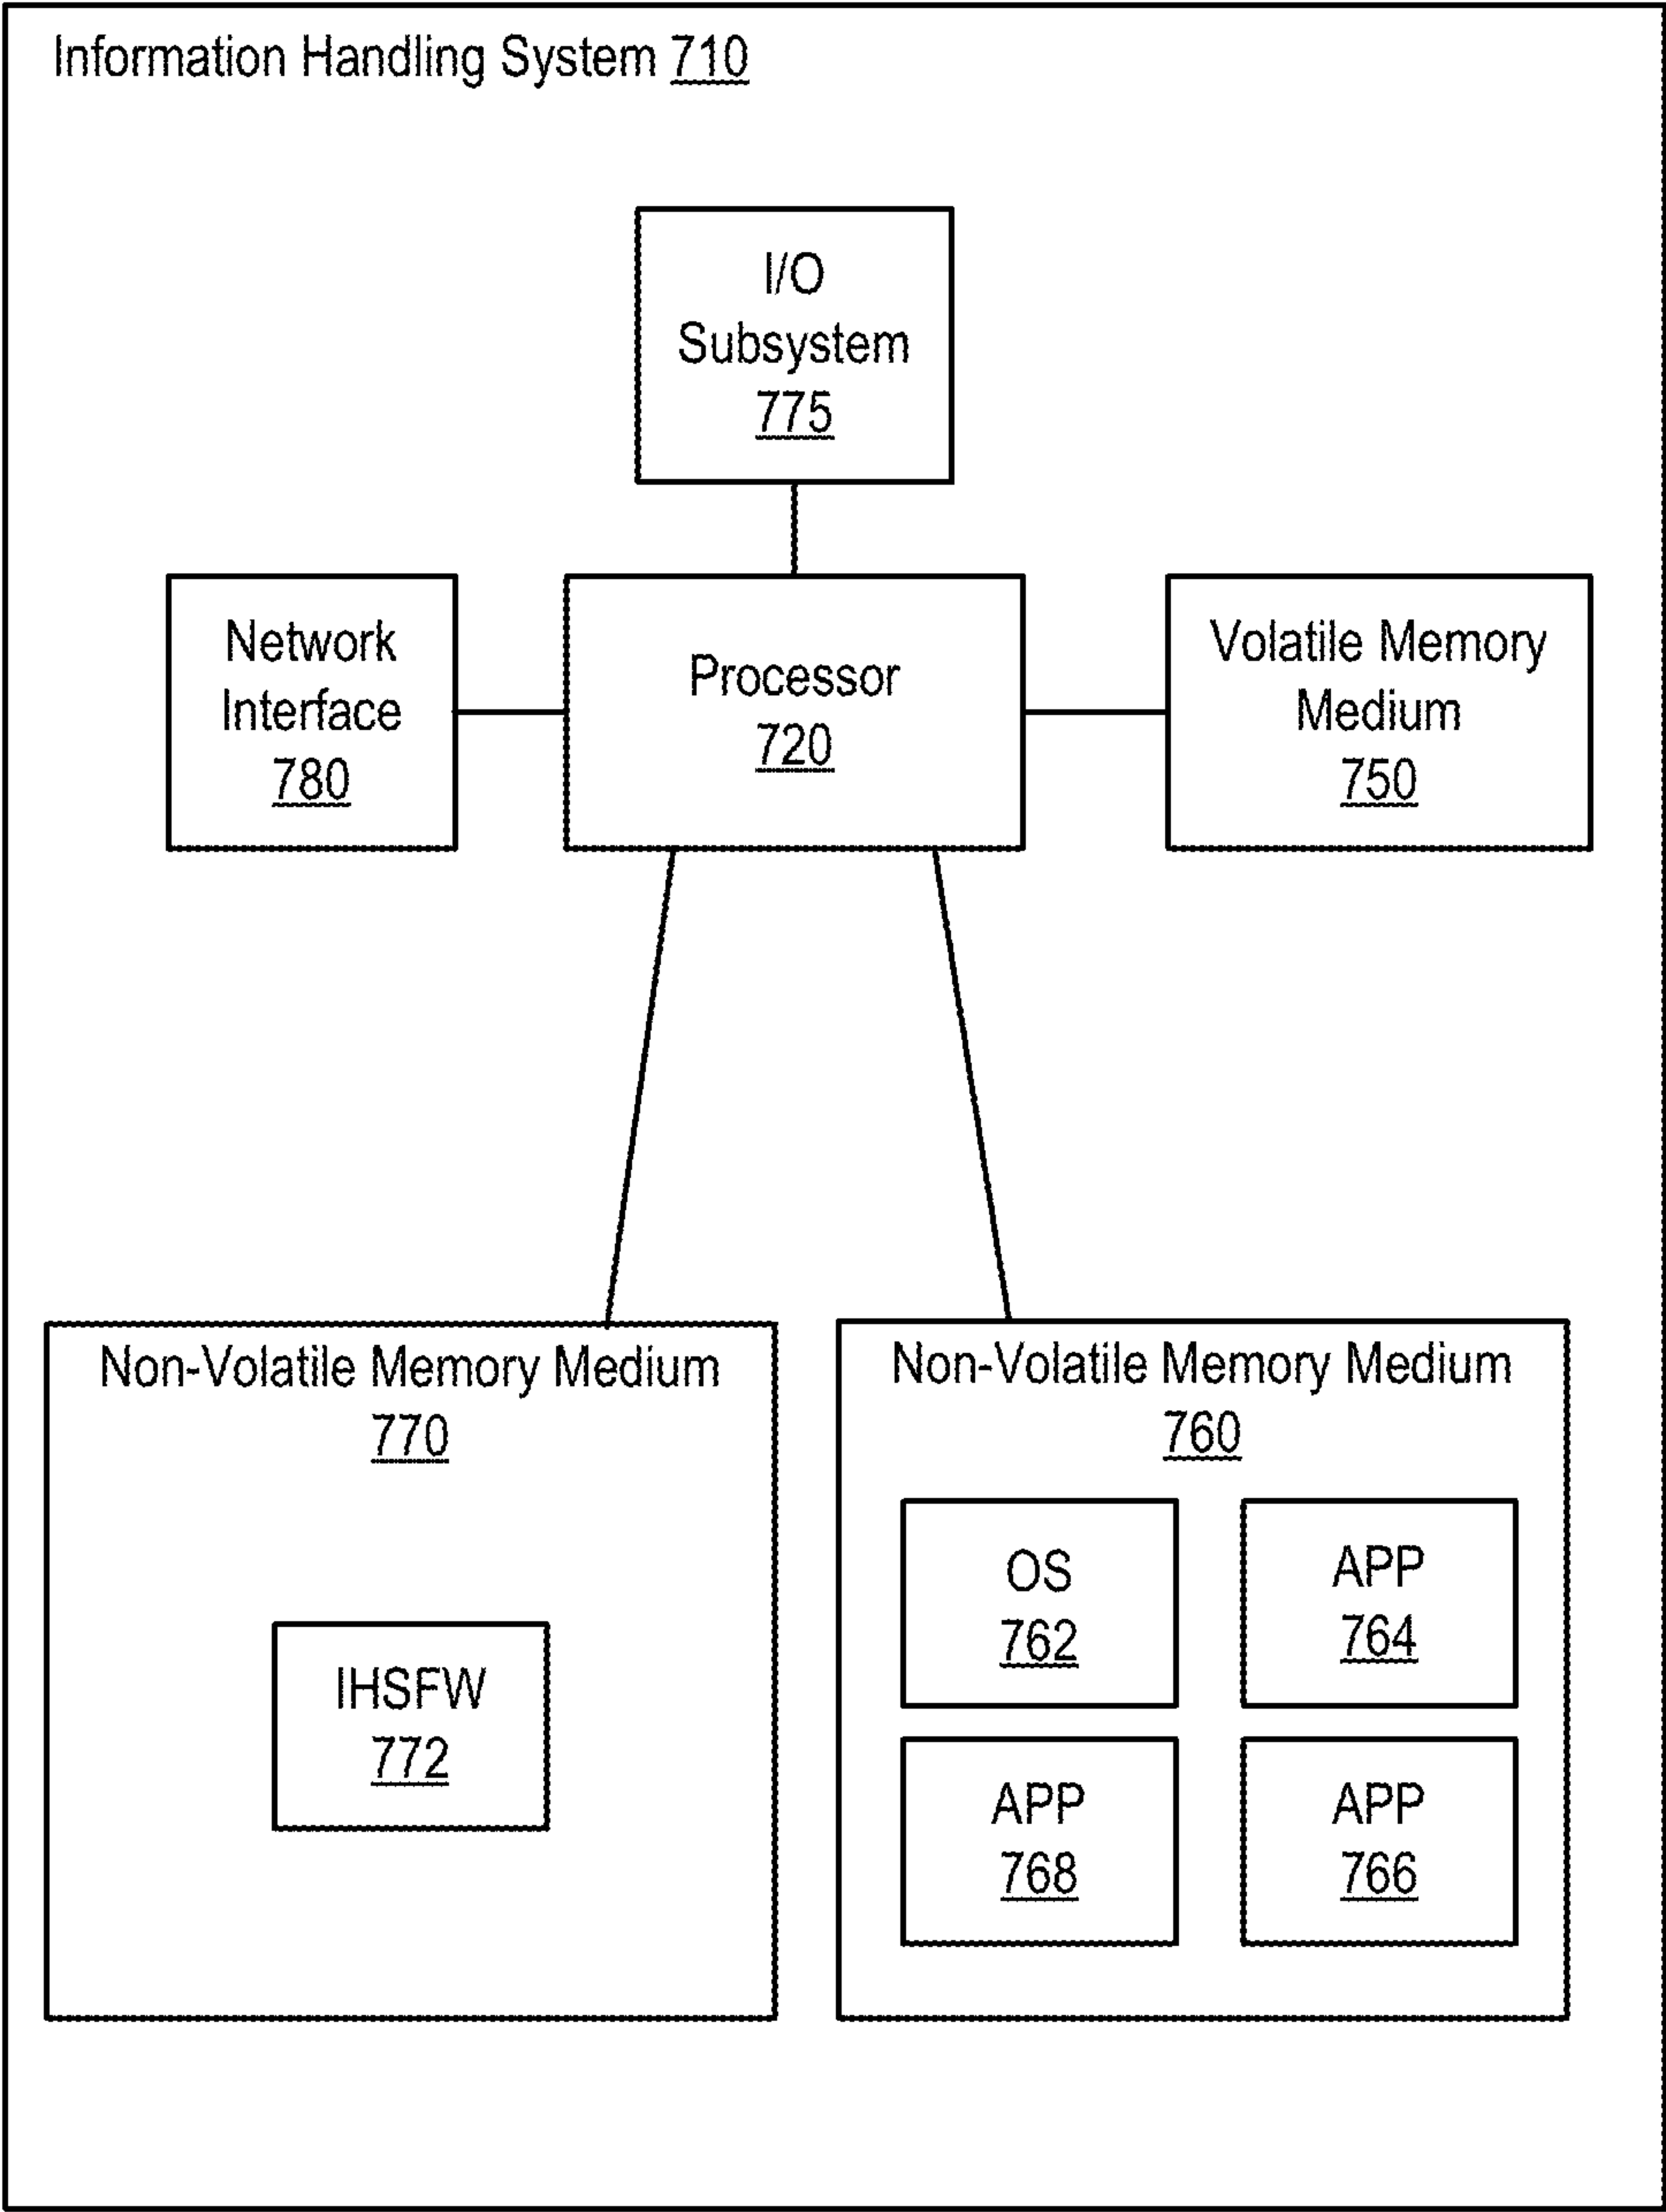 Information Handling System 710
I/O
Subsystem
775
Network
Interface
780
Processor
720
Volatile Memory
Medium
750
Non-Volatile Memory Medium
770
IHSFW
772
Non-Volatile Memory Medium
760
OS
762
APP
764
APP
768
APP
766